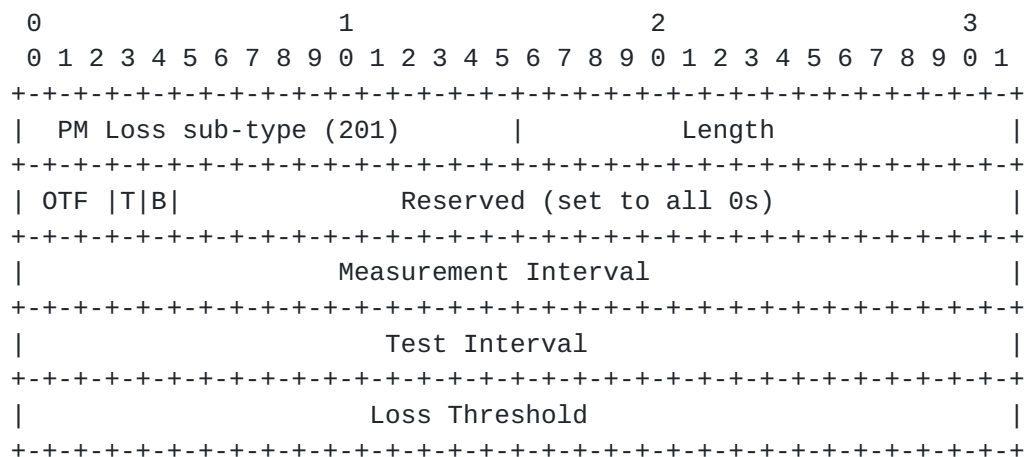 0                   1                   2                   3
 0 1 2 3 4 5 6 7 8 9 0 1 2 3 4 5 6 7 8 9 0 1 2 3 4 5 6 7 8 9 0 1
+-+-+-+-+-+-+-+-+-+-+-+-+-+-+-+-+-+-+-+-+-+-+-+-+-+-+-+-+-+-+-+-+
|  PM Loss sub-type (201)       |          Length               |
+-+-+-+-+-+-+-+-+-+-+-+-+-+-+-+-+-+-+-+-+-+-+-+-+-+-+-+-+-+-+-+-+
| OTF |T|B|              Reserved (set to all 0s)               |
+-+-+-+-+-+-+-+-+-+-+-+-+-+-+-+-+-+-+-+-+-+-+-+-+-+-+-+-+-+-+-+-+
|                    Measurement Interval                       |
+-+-+-+-+-+-+-+-+-+-+-+-+-+-+-+-+-+-+-+-+-+-+-+-+-+-+-+-+-+-+-+-+
|                       Test Interval                           |
+-+-+-+-+-+-+-+-+-+-+-+-+-+-+-+-+-+-+-+-+-+-+-+-+-+-+-+-+-+-+-+-+
|                      Loss Threshold                           |
+-+-+-+-+-+-+-+-+-+-+-+-+-+-+-+-+-+-+-+-+-+-+-+-+-+-+-+-+-+-+-+-+